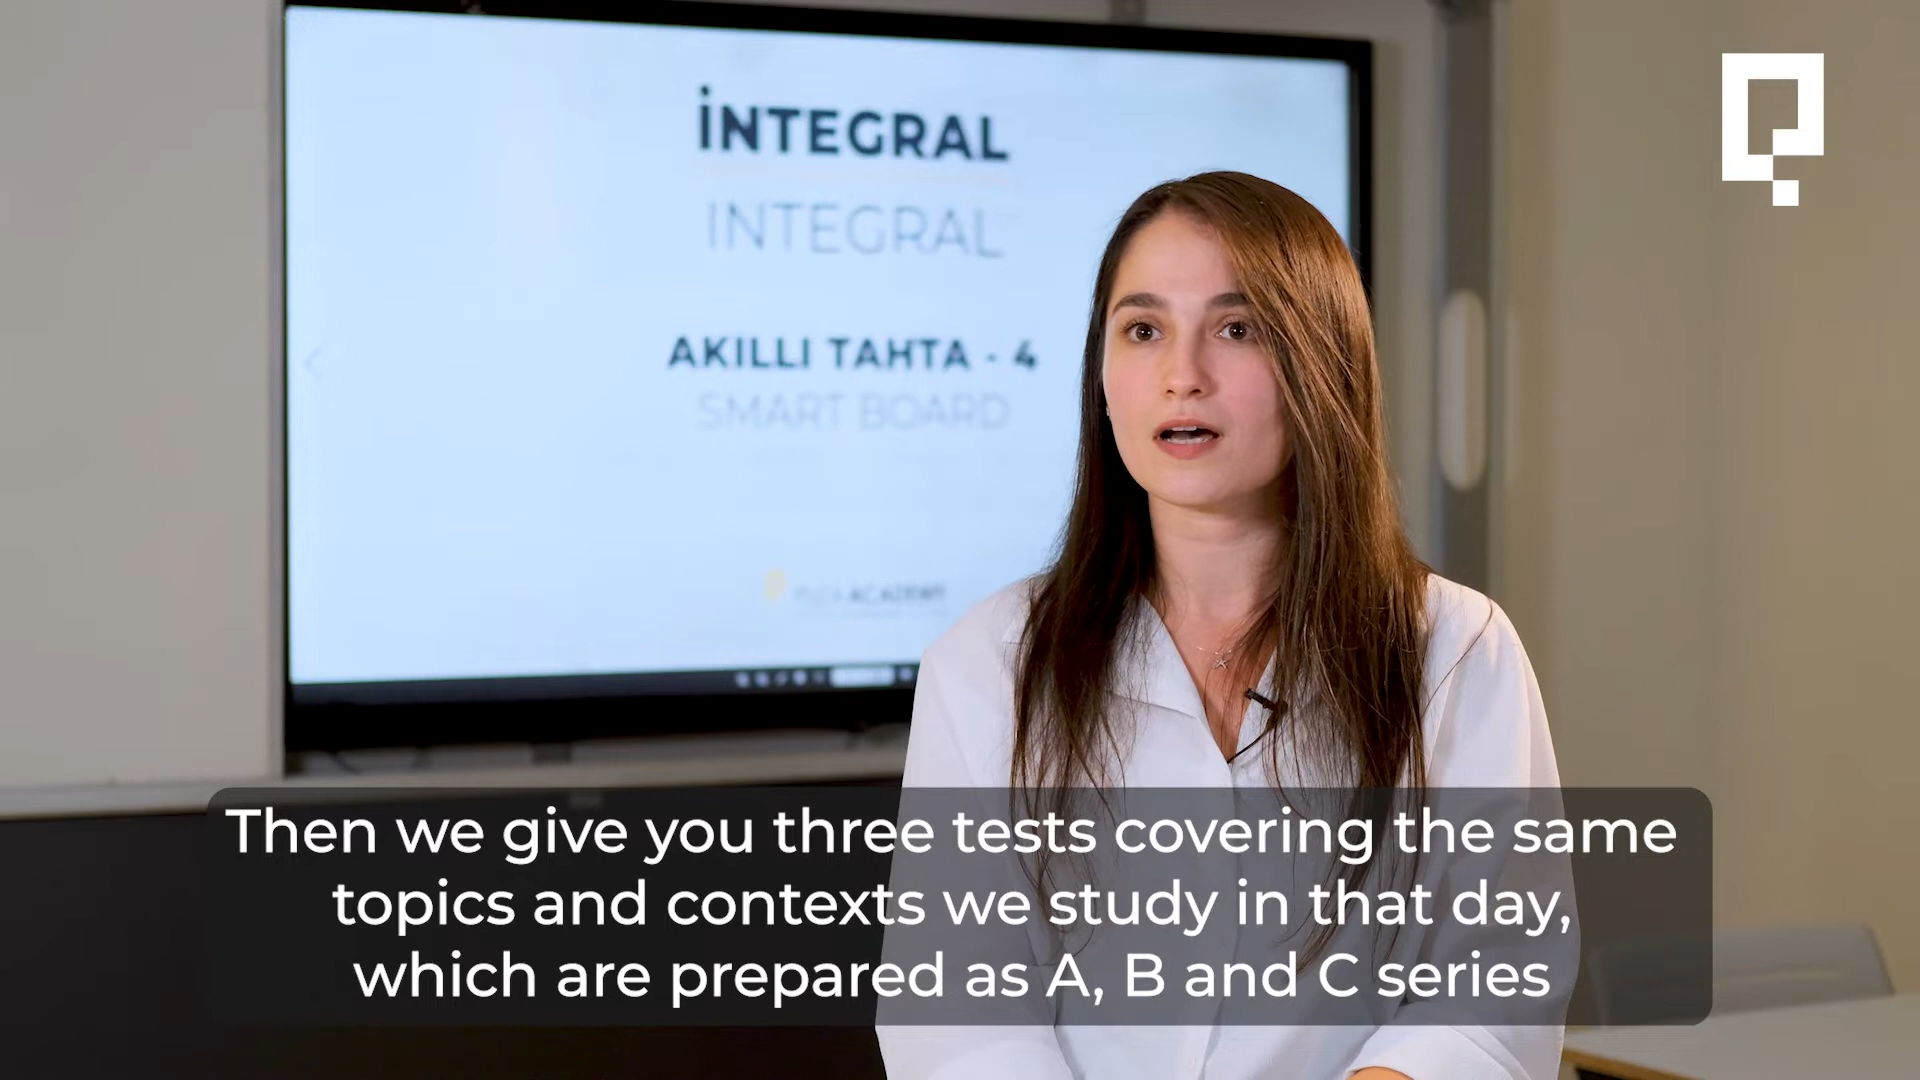 İNTEGRAL
INTEGRAL
AKILLI TAHTA - 4
SMART BOARD
ACADEMY
Then we give you three tests covering the same
topics and contexts we study in that day,
which are prepared as A, B and C series